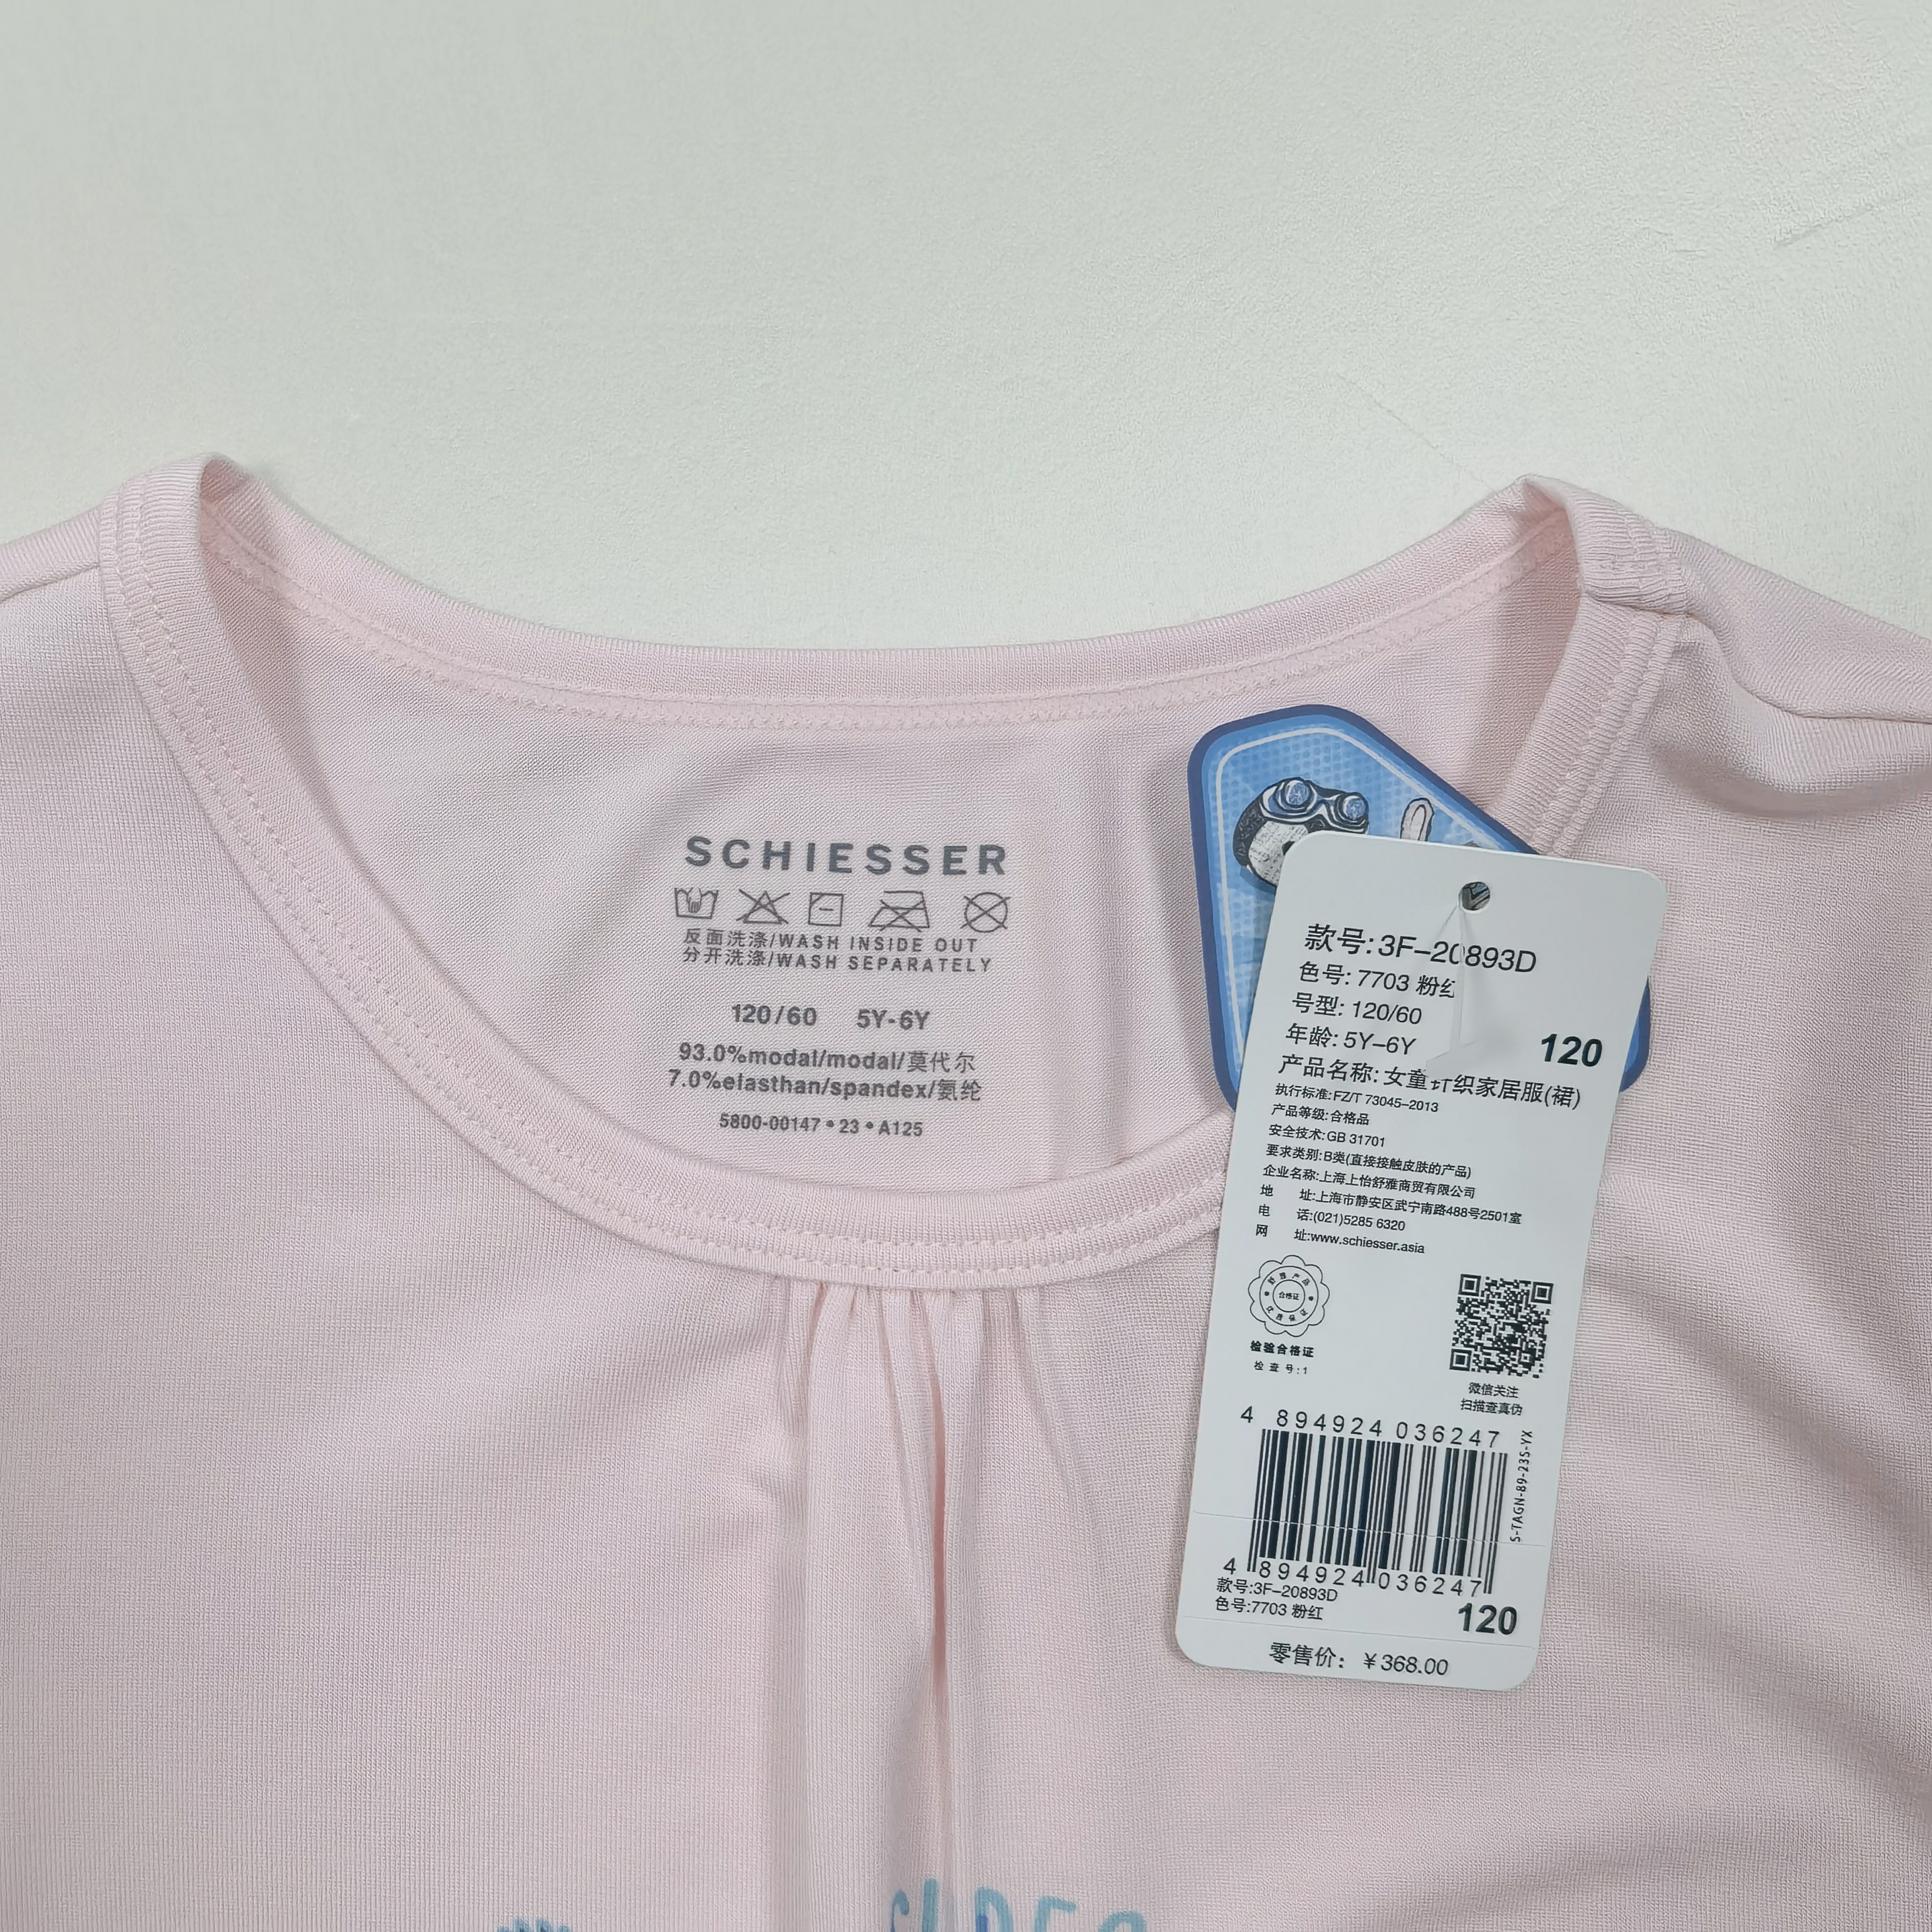 SCHIESSER
反面洗涤/WASH INSIDE OUT
分开洗涤/WASH SEPARATELY
120/60 5Y-6Y
93.0%modal/modal/莫代尔
7.0%elasthan/spandex/氨纶
5800-00147•23•A125
款号:3F-20893D
色号: 7703 粉红
号型: 120/60
年龄: 5Y-6Y
120
产品名称: 女童针织家居服(裙)
执行标准:FZ/T 73045-2013
产品等级:合格品
安全技术:GB 31701
要求类别:B类(直接接触皮肤的产品)
企业名称:上海上怡舒雅商贸有限公司
地 址:上海市静安区武宁南路488号2501室
电 话:(021)5285 6320
网 址:www.schiesser.asia
合格证
检验合格证
检查号:1
微信关注
扫描查真伪
4 894924 036247
S-TAGN-89-23S-YX
4 894924 036247
款号:3F-20893D
色号:7703 粉红
120
零售价: ¥368.00